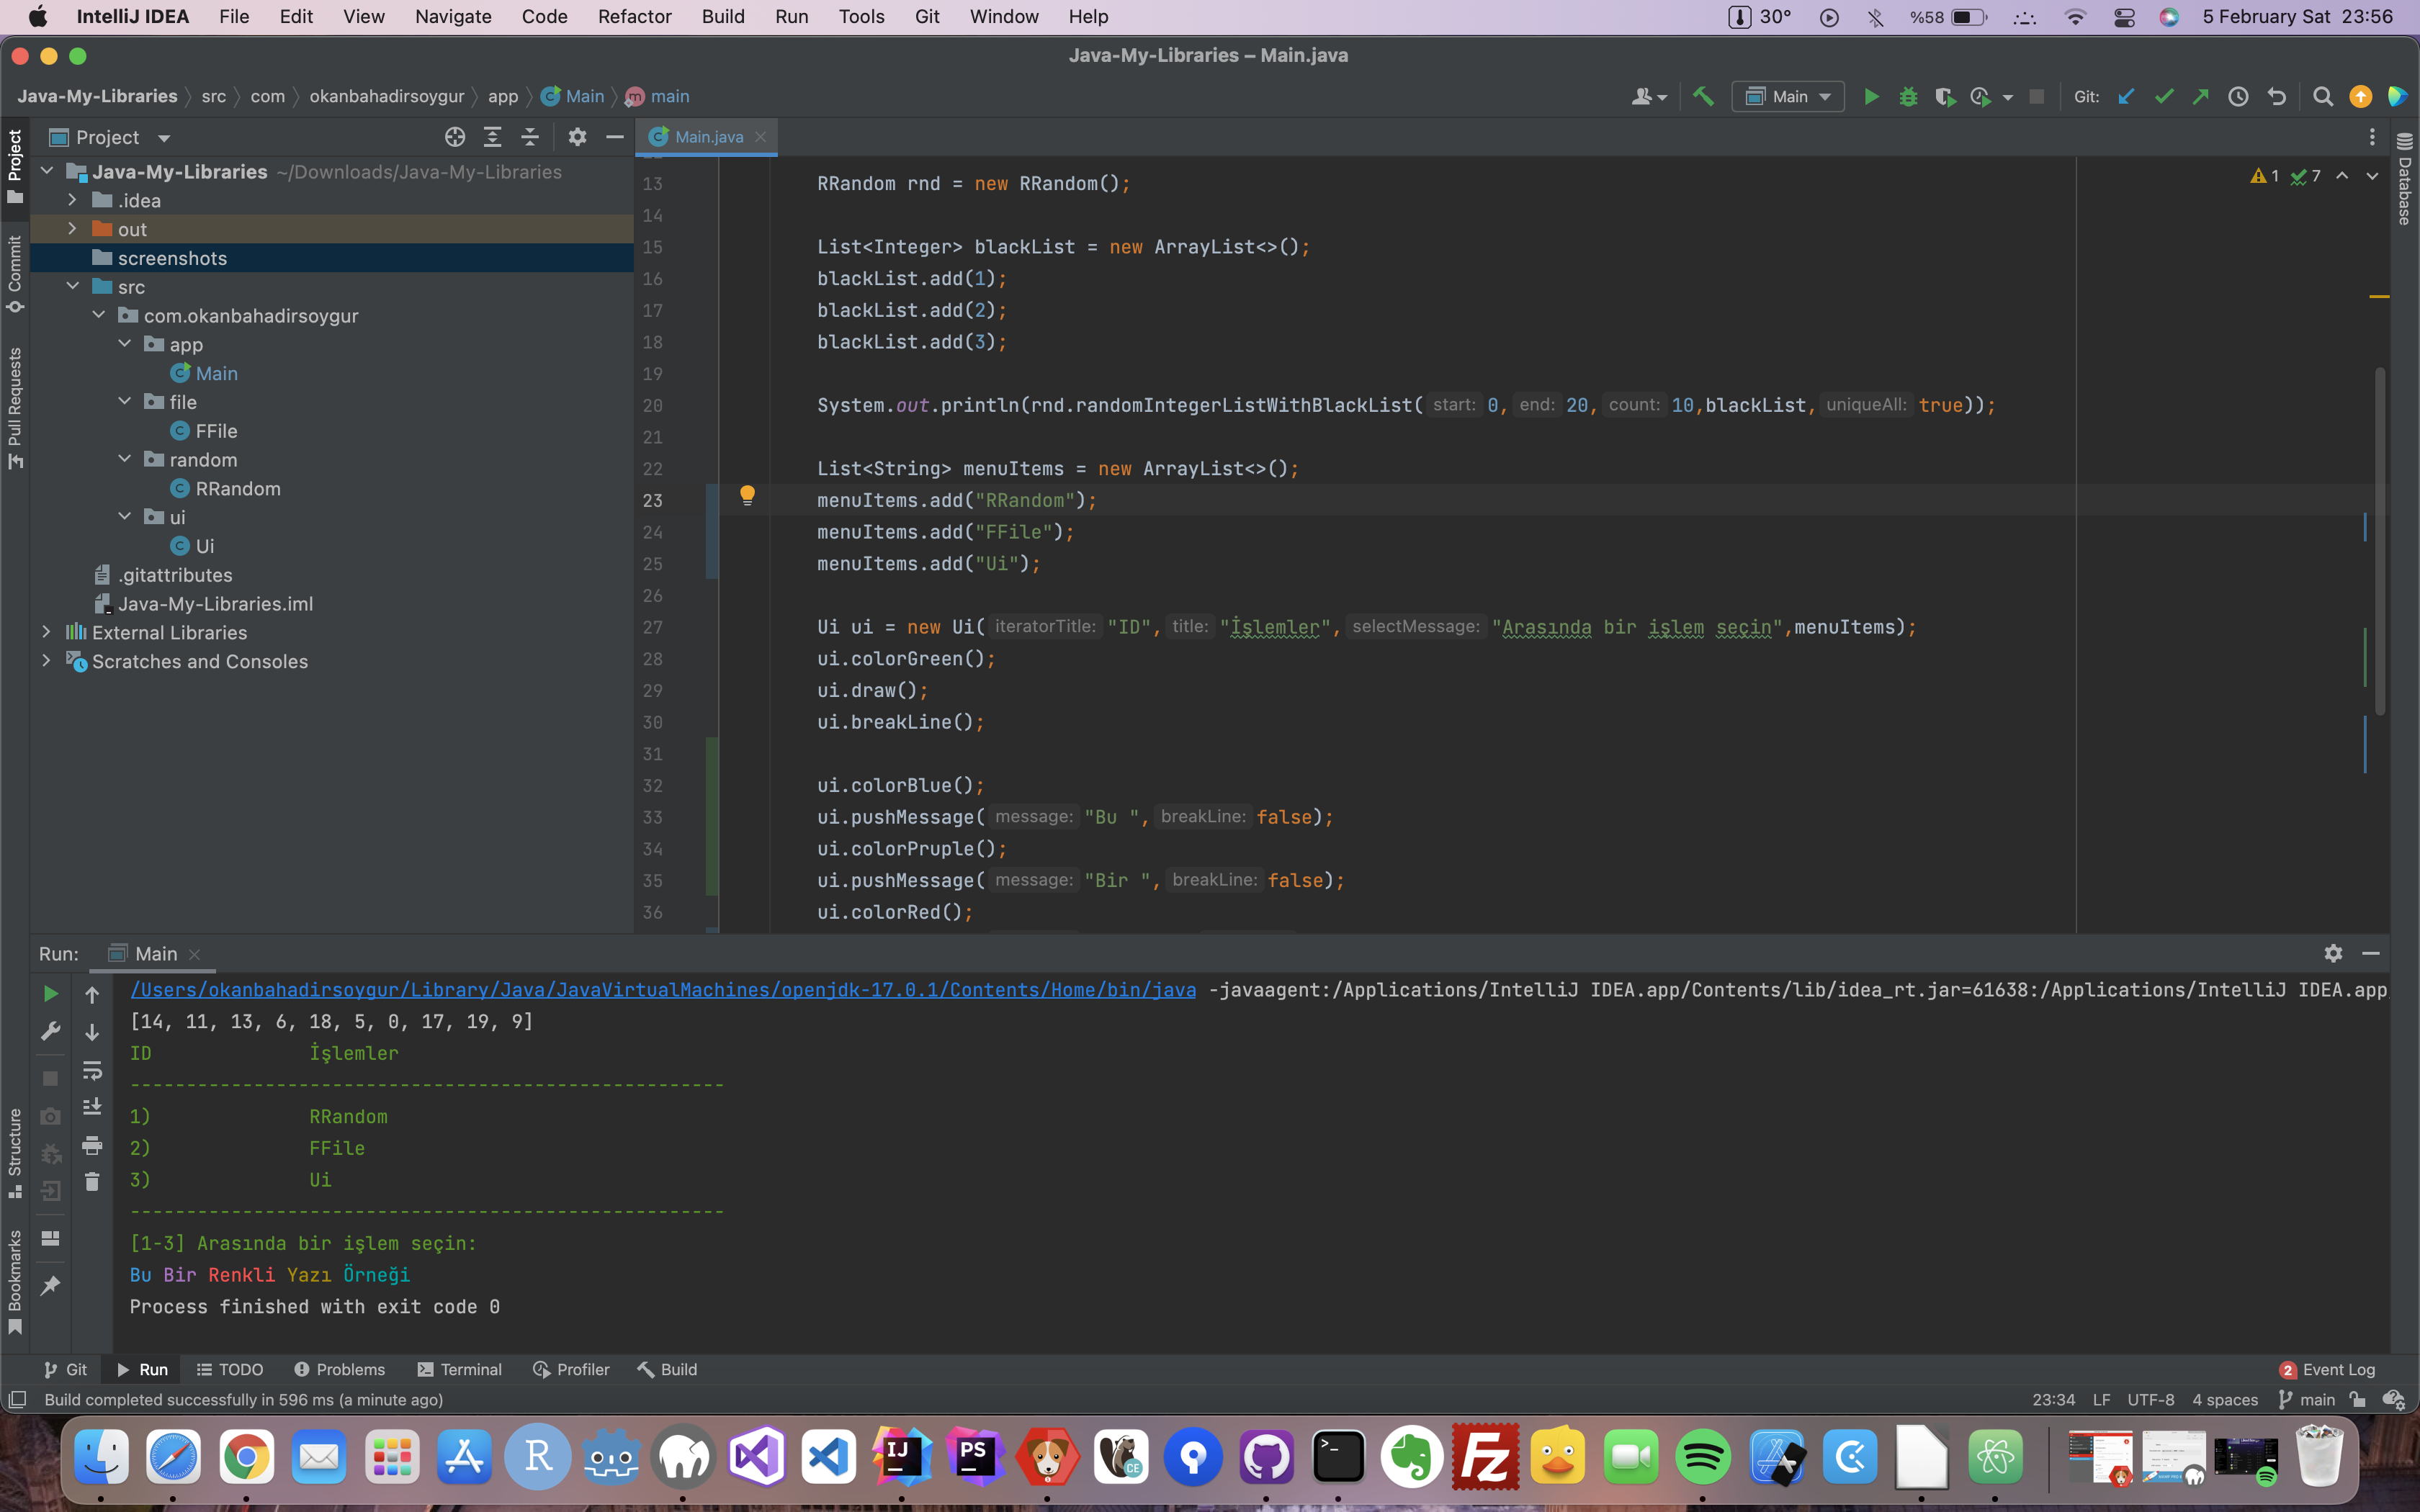 IntelliJ IDEA File Edit View Navigate Code Refactor Build Run Tools Git Window Help 30° %58 5 February Sat 23:56
Java-My-Libraries – Main.java
Java-My-Libraries src com okanbahadirsoygur app Main main Main Git:
Project
Main.java
Project
Commit
Pull Requests
Structure
Bookmarks
Database
Java-My-Libraries ~/Downloads/Java-My-Libraries
.idea
out
screenshots
src
com.okanbahadirsoygur
app
Main
file
FFile
random
RRandom
ui
Ui
.gitattributes
Java-My-Libraries.iml
External Libraries
Scratches and Consoles
1 7
13 RRandom rnd = new RRandom();
14
15 List<Integer> blackList = new ArrayList<>();
16 blackList.add(1);
17 blackList.add(2);
18 blackList.add(3);
19
20 System.out.println(rnd.randomIntegerListWithBlackList( start: 0, end: 20, count: 10,blackList, uniqueAll: true));
21
22 List<String> menuItems = new ArrayList<>();
23 menuItems.add("RRandom");
24 menuItems.add("FFile");
25 menuItems.add("Ui");
26
27 Ui ui = new Ui( iteratorTitle: "ID", title: "İşlemler", selectMessage: "Arasında bir işlem seçin",menuItems);
28 ui.colorGreen();
29 ui.draw();
30 ui.breakLine();
31
32 ui.colorBlue();
33 ui.pushMessage( message: "Bu ", breakLine: false);
34 ui.colorPruple();
35 ui.pushMessage( message: "Bir ", breakLine: false);
36 ui.colorRed();
Run: Main
/Users/okanbahadirsoygur/Library/Java/JavaVirtualMachines/openjdk-17.0.1/Contents/Home/bin/java -javaagent:/Applications/IntelliJ IDEA.app/Contents/lib/idea_rt.jar=61638:/Applications/IntelliJ IDEA.app
[14, 11, 13, 6, 18, 5, 0, 17, 19, 9]
ID İşlemler
-----------------------------------------------------
1) RRandom
2) FFile
3) Ui
-----------------------------------------------------
[1-3] Arasında bir işlem seçin:
Bu Bir Renkli Yazı Örneği
Process finished with exit code 0
Git Run TODO Problems Terminal Profiler Build 2 Event Log
Build completed successfully in 596 ms (a minute ago) 23:34 LF UTF-8 4 spaces main
R IJ PS CE >_ Fz